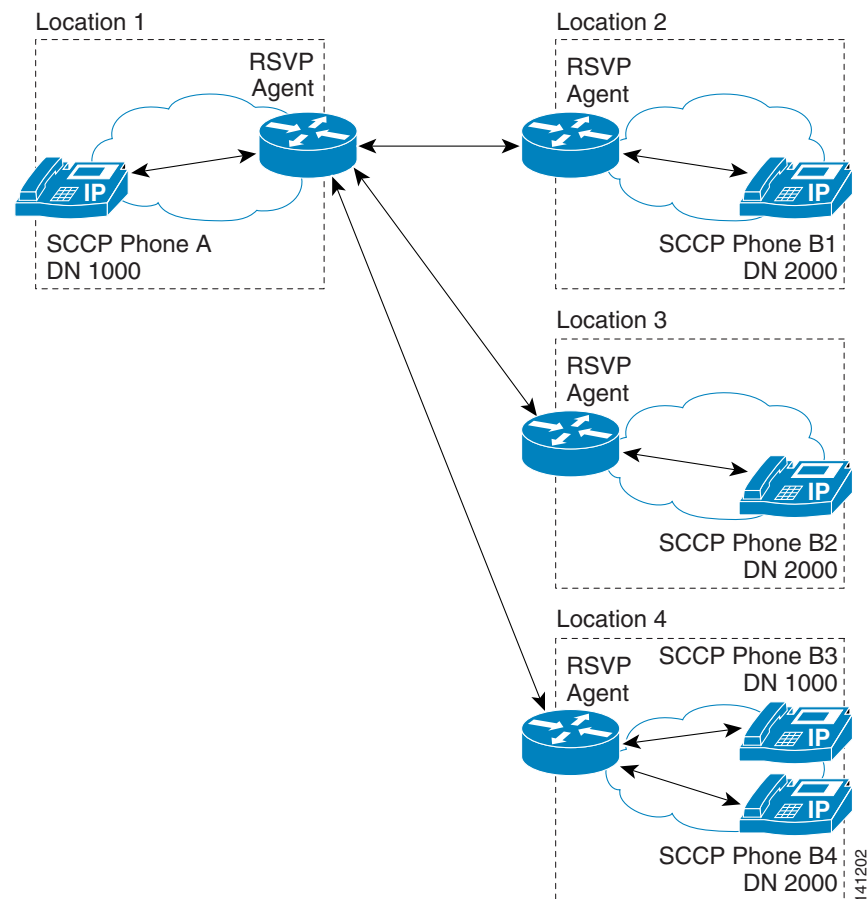 Location 1
RSVP
Agent
IP
SCCP Phone A
DN 1000
Location 2
RSVP
Agent
IP
SCCP Phone B1
DN 2000
Location 3
RSVP
Agent
IP
SCCP Phone B2
DN 2000
Location 4
RSVP
Agent
SCCP Phone B3
DN 1000
IP
IP
SCCP Phone B4
DN 2000
141202